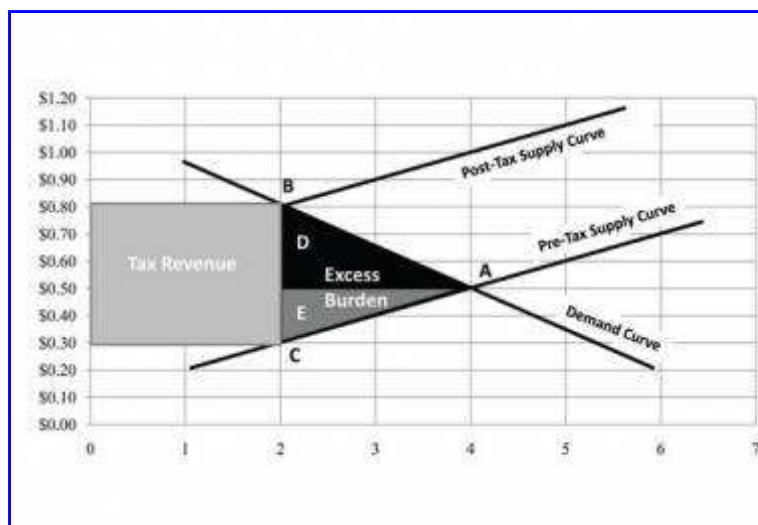 $1.20
$1.10
$1.00
$0.90
$0.80
$0.70
$0.60
$0.50
$0.40
$0.30
$0.20
$0.10
$0.00
0 1 2 3 4 5 6 7
Post-Tax Supply Curve
Pre-Tax Supply Curve
Demand Curve
Tax Revenue
B
D
Excess
Burden
A
E
C